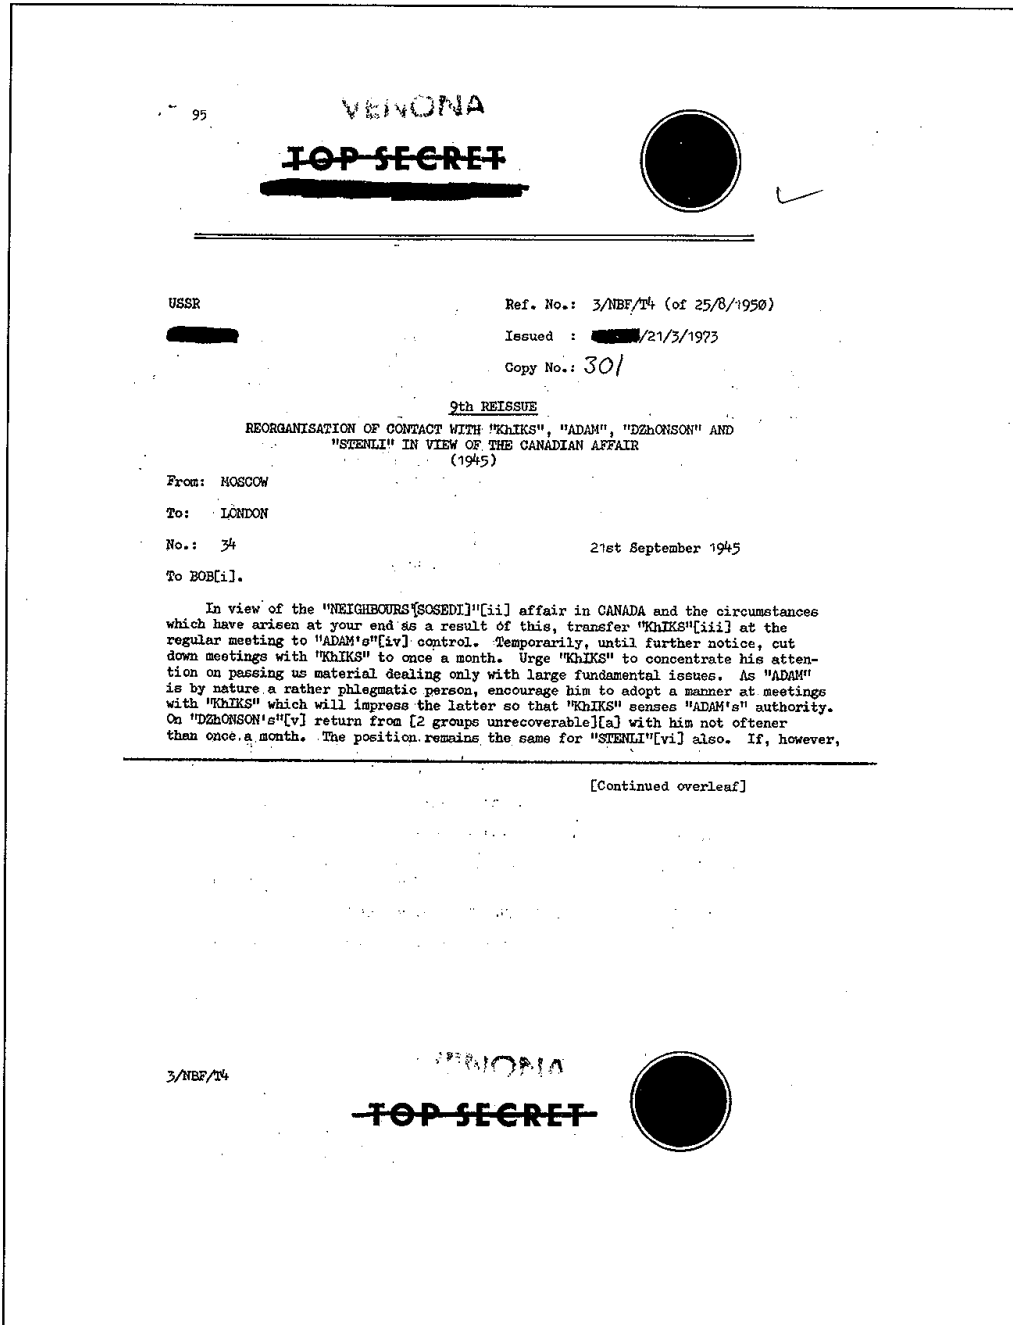 95
VENONA
TOP SECRET
USSR
Ref. No.: 3/NBF/T4 (of 25/8/1950)
Issued : /21/3/1973
Copy No.: 301
9th REISSUE
REORGANISATION OF CONTACT WITH "KhIKS", "ADAM", "DZhONSON" AND
"STENLI" IN VIEW OF THE CANADIAN AFFAIR
(1945)
From: MOSCOW
To: LONDON
No.: 34
21st September 1945
To BOB[i].
In view of the "NEIGHBOURS[SOSEDI]"[ii] affair in CANADA and the circumstances
which have arisen at your end as a result of this, transfer "KhIKS"[iii] at the
regular meeting to "ADAM's"[iv] control. Temporarily, until further notice, cut
down meetings with "KhIKS" to once a month. Urge "KhIKS" to concentrate his atten-
tion on passing us material dealing only with large fundamental issues. As "ADAM"
is by nature a rather phlegmatic person, encourage him to adopt a manner at meetings
with "KhIKS" which will impress the latter so that "KhIKS" senses "ADAM's" authority.
On "DZhONSON's"[v] return from [2 groups unrecoverable][a] with him not oftener
than once a month. The position remains the same for "STENLI"[vi] also. If, however,
[Continued overleaf]
3/NBF/T4
VENONA
TOP SECRET